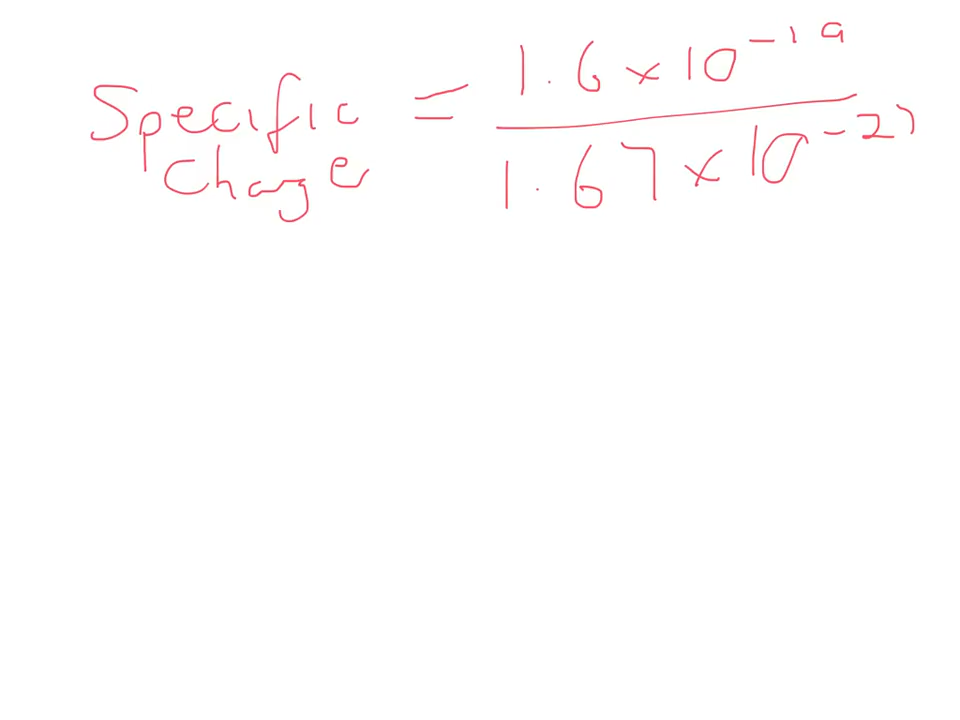 Specific = 1.6 × 10⁻¹⁹
Charge 1.67 × 10⁻²⁷